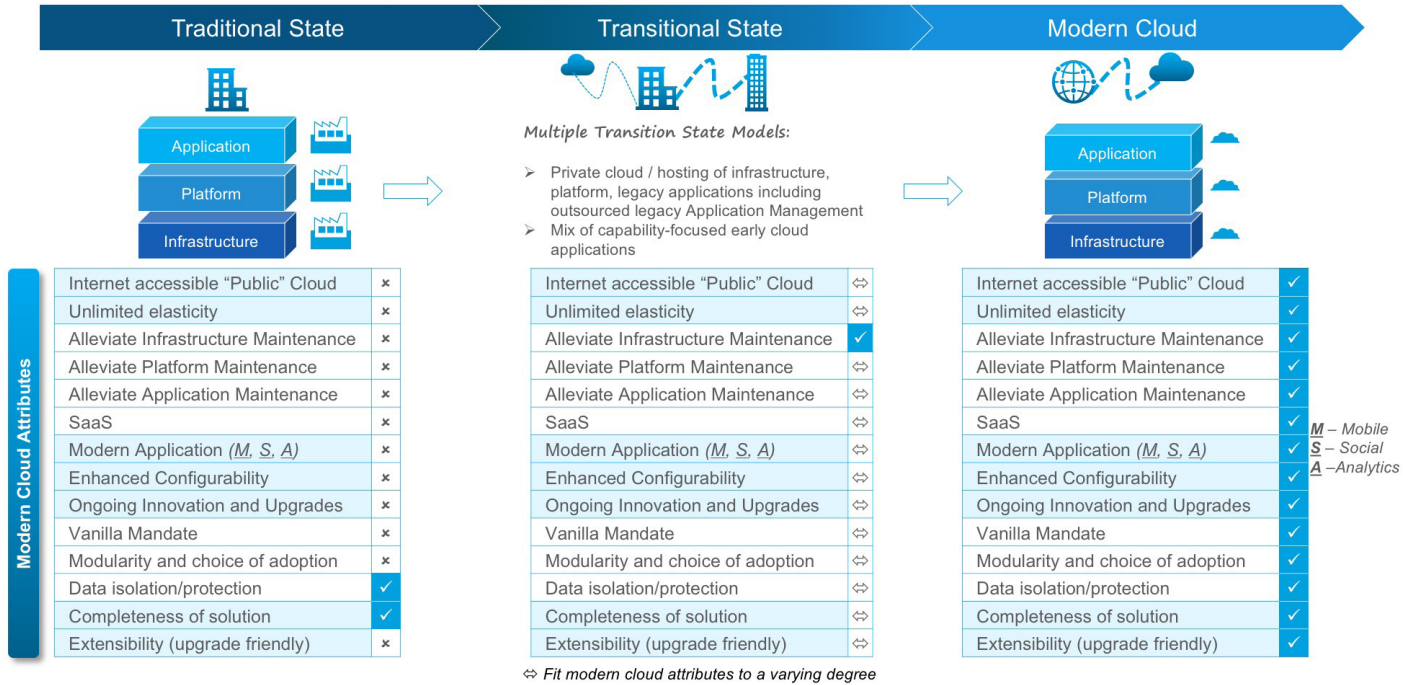 Traditional State
Transitional State
Modern Cloud
Application
Platform
Infrastructure
Multiple Transition State Models:
➢ Private cloud / hosting of infrastructure,
platform, legacy applications including
outsourced legacy Application Management
➢ Mix of capability-focused early cloud
applications
Application
Platform
Infrastructure
Modern Cloud Attributes
Internet accessible “Public” Cloud ×
Unlimited elasticity ×
Alleviate Infrastructure Maintenance ×
Alleviate Platform Maintenance ×
Alleviate Application Maintenance ×
SaaS ×
Modern Application (M, S, A) ×
Enhanced Configurability ×
Ongoing Innovation and Upgrades ×
Vanilla Mandate ×
Modularity and choice of adoption ×
Data isolation/protection ✓
Completeness of solution ✓
Extensibility (upgrade friendly) ×
Internet accessible “Public” Cloud ⇔
Unlimited elasticity ⇔
Alleviate Infrastructure Maintenance ✓
Alleviate Platform Maintenance ⇔
Alleviate Application Maintenance ⇔
SaaS ⇔
Modern Application (M, S, A) ⇔
Enhanced Configurability ⇔
Ongoing Innovation and Upgrades ⇔
Vanilla Mandate ⇔
Modularity and choice of adoption ⇔
Data isolation/protection ⇔
Completeness of solution ⇔
Extensibility (upgrade friendly) ⇔
⇔ Fit modern cloud attributes to a varying degree
Internet accessible “Public” Cloud ✓
Unlimited elasticity ✓
Alleviate Infrastructure Maintenance ✓
Alleviate Platform Maintenance ✓
Alleviate Application Maintenance ✓
SaaS ✓
Modern Application (M, S, A) ✓
Enhanced Configurability ✓
Ongoing Innovation and Upgrades ✓
Vanilla Mandate ✓
Modularity and choice of adoption ✓
Data isolation/protection ✓
Completeness of solution ✓
Extensibility (upgrade friendly) ✓
M – Mobile
S – Social
A –Analytics